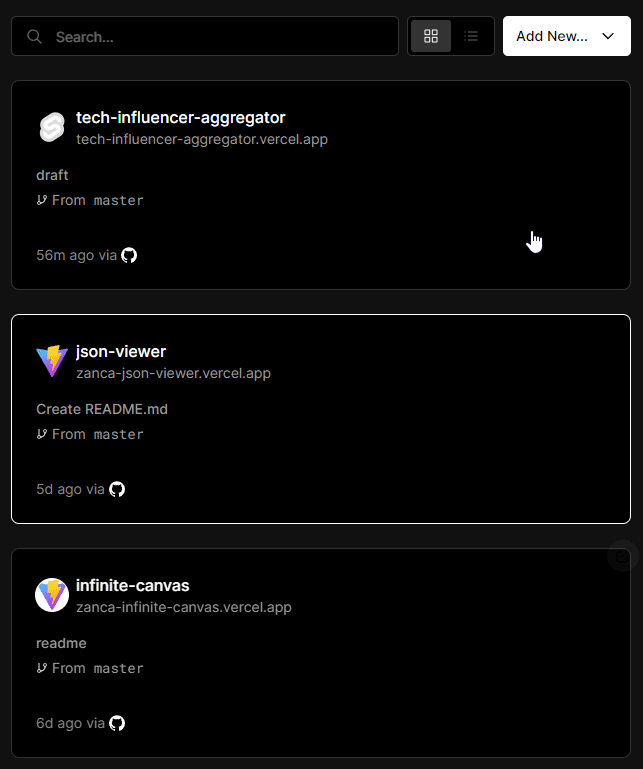 Search...
Add New...
tech-influencer-aggregator
tech-influencer-aggregator.vercel.app
draft
From master
56m ago via
json-viewer
zanca-json-viewer.vercel.app
Create README.md
From master
5d ago via
infinite-canvas
zanca-infinite-canvas.vercel.app
readme
From master
6d ago via